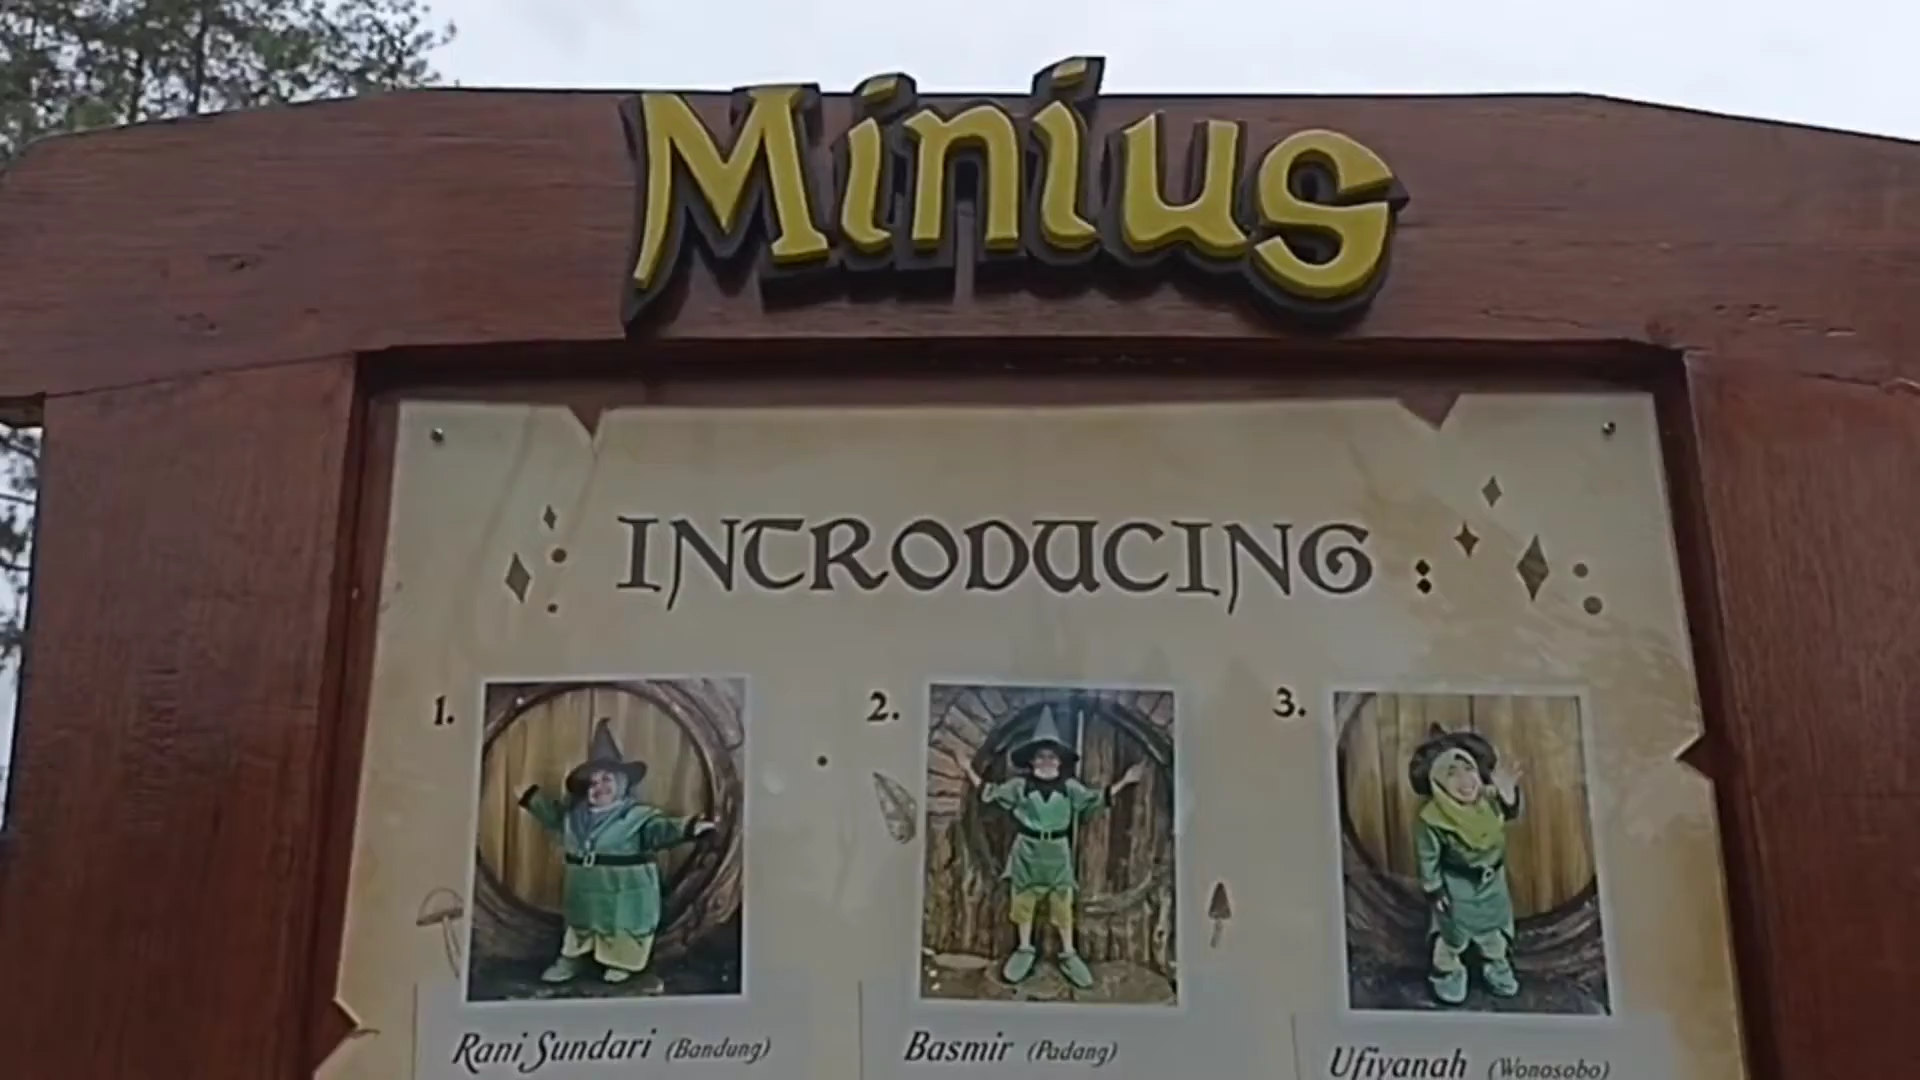 Minius
INTRODUCING :
1.
2.
3.
Rani Sundari (Bandung)
Basmir (Padang)
Ufiyanah (Wonosobo)